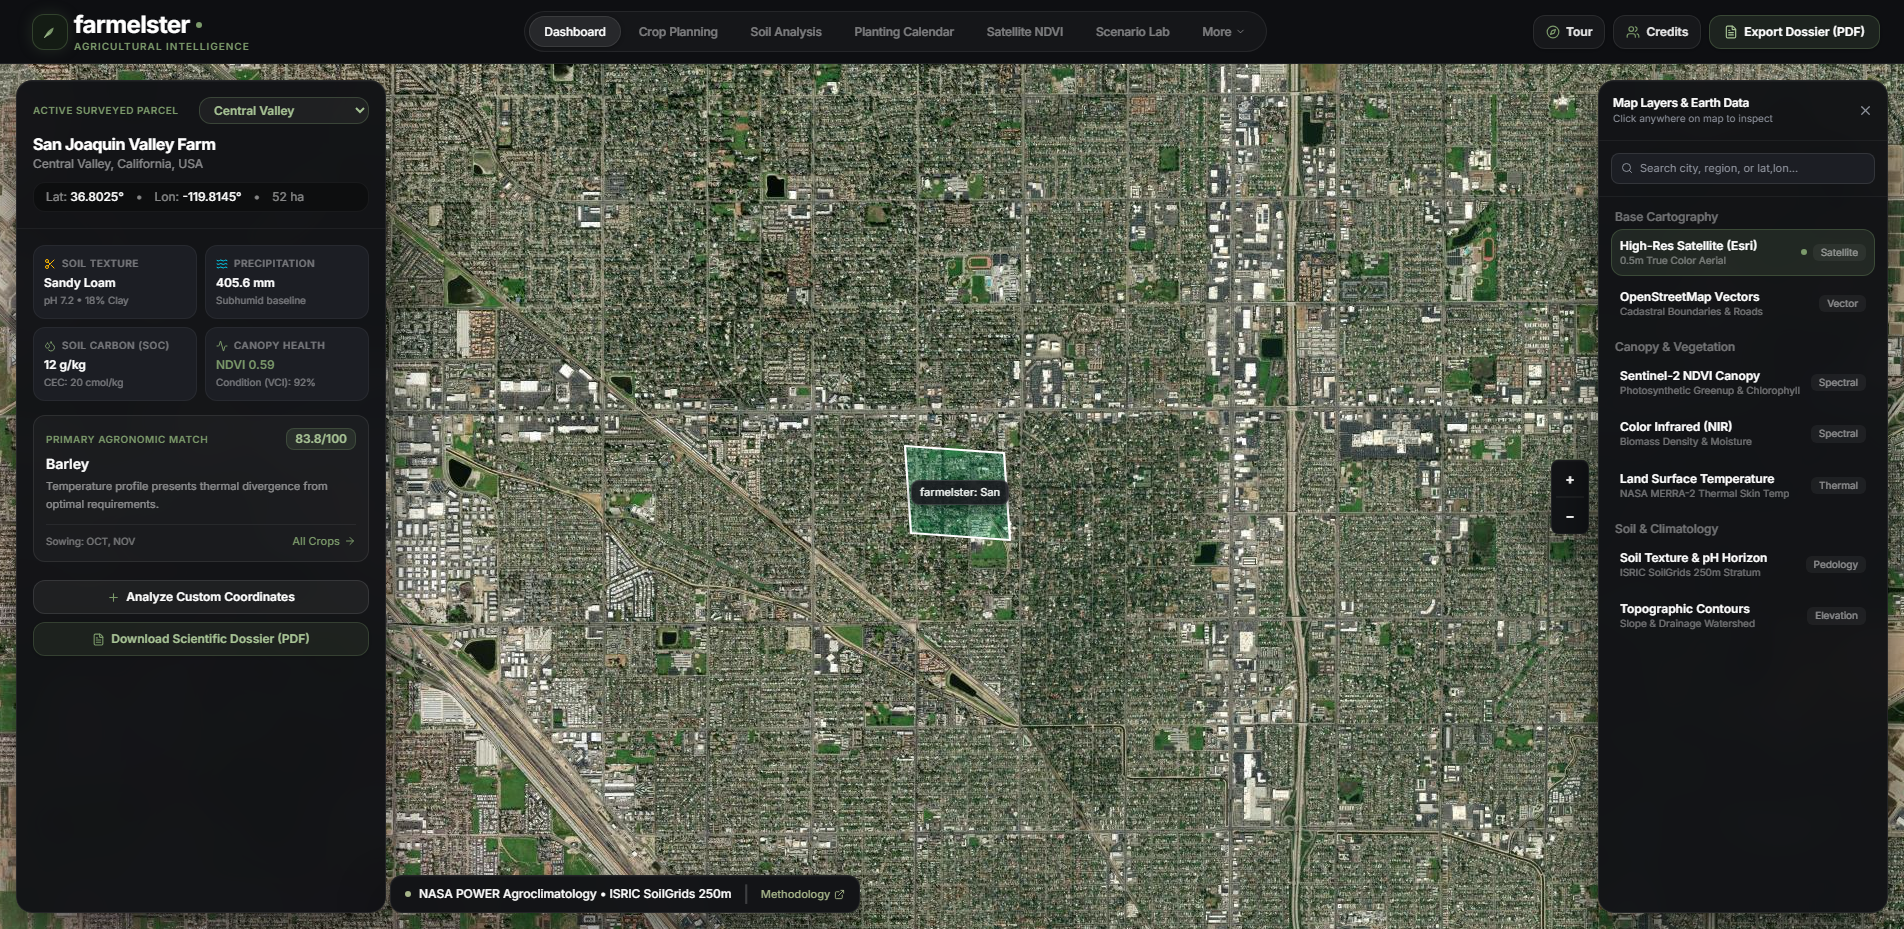 farmelster
AGRICULTURAL INTELLIGENCE
Dashboard
Crop Planning
Soil Analysis
Planting Calendar
Satellite NDVI
Scenario Lab
More
Tour
Credits
Export Dossier (PDF)
ACTIVE SURVEYED PARCEL
Central Valley
San Joaquin Valley Farm
Central Valley, California, USA
Lat: 36.8025° • Lon: -119.8145° • 52 ha
SOIL TEXTURE
Sandy Loam
pH 7.2 • 18% Clay
PRECIPITATION
405.6 mm
Subhumid baseline
SOIL CARBON (SOC)
12 g/kg
CEC: 20 cmol/kg
CANOPY HEALTH
NDVI 0.59
Condition (VCI): 92%
PRIMARY AGRONOMIC MATCH
83.8/100
Barley
Temperature profile presents thermal divergence from
optimal requirements.
Sowing: OCT, NOV
All Crops →
+ Analyze Custom Coordinates
Download Scientific Dossier (PDF)
farmelster: San
NASA POWER Agroclimatology • ISRIC SoilGrids 250m
Methodology
+
−
Map Layers & Earth Data
Click anywhere on map to inspect
Search city, region, or lat,lon...
Base Cartography
High-Res Satellite (Esri)
0.5m True Color Aerial
Satellite
OpenStreetMap Vectors
Cadastral Boundaries & Roads
Vector
Canopy & Vegetation
Sentinel-2 NDVI Canopy
Photosynthetic Greenup & Chlorophyll
Spectral
Color Infrared (NIR)
Biomass Density & Moisture
Spectral
Land Surface Temperature
NASA MERRA-2 Thermal Skin Temp
Thermal
Soil & Climatology
Soil Texture & pH Horizon
ISRIC SoilGrids 250m Stratum
Pedology
Topographic Contours
Slope & Drainage Watershed
Elevation